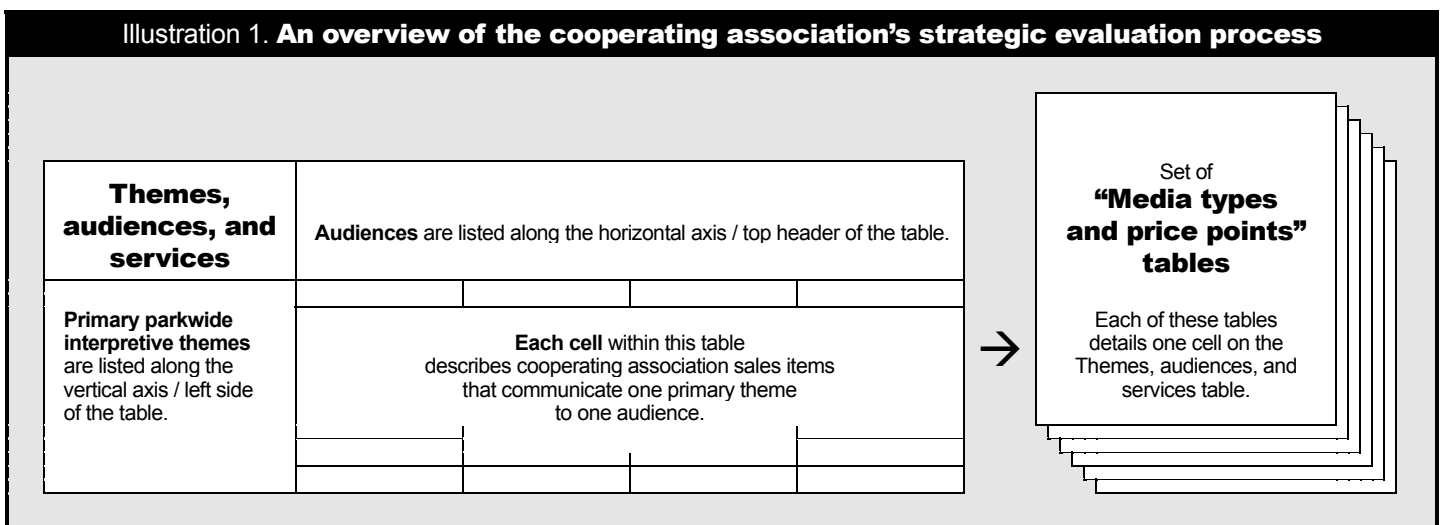 Illustration 1. An overview of the cooperating association’s strategic evaluation process
Themes,
audiences, and
services
Audiences are listed along the horizontal axis / top header of the table.
Primary parkwide
interpretive themes
are listed along the
vertical axis / left side
of the table.
Each cell within this table
describes cooperating association sales items
that communicate one primary theme
to one audience.
→
Set of
“Media types
and price points”
tables
Each of these tables
details one cell on the
Themes, audiences, and
services table.